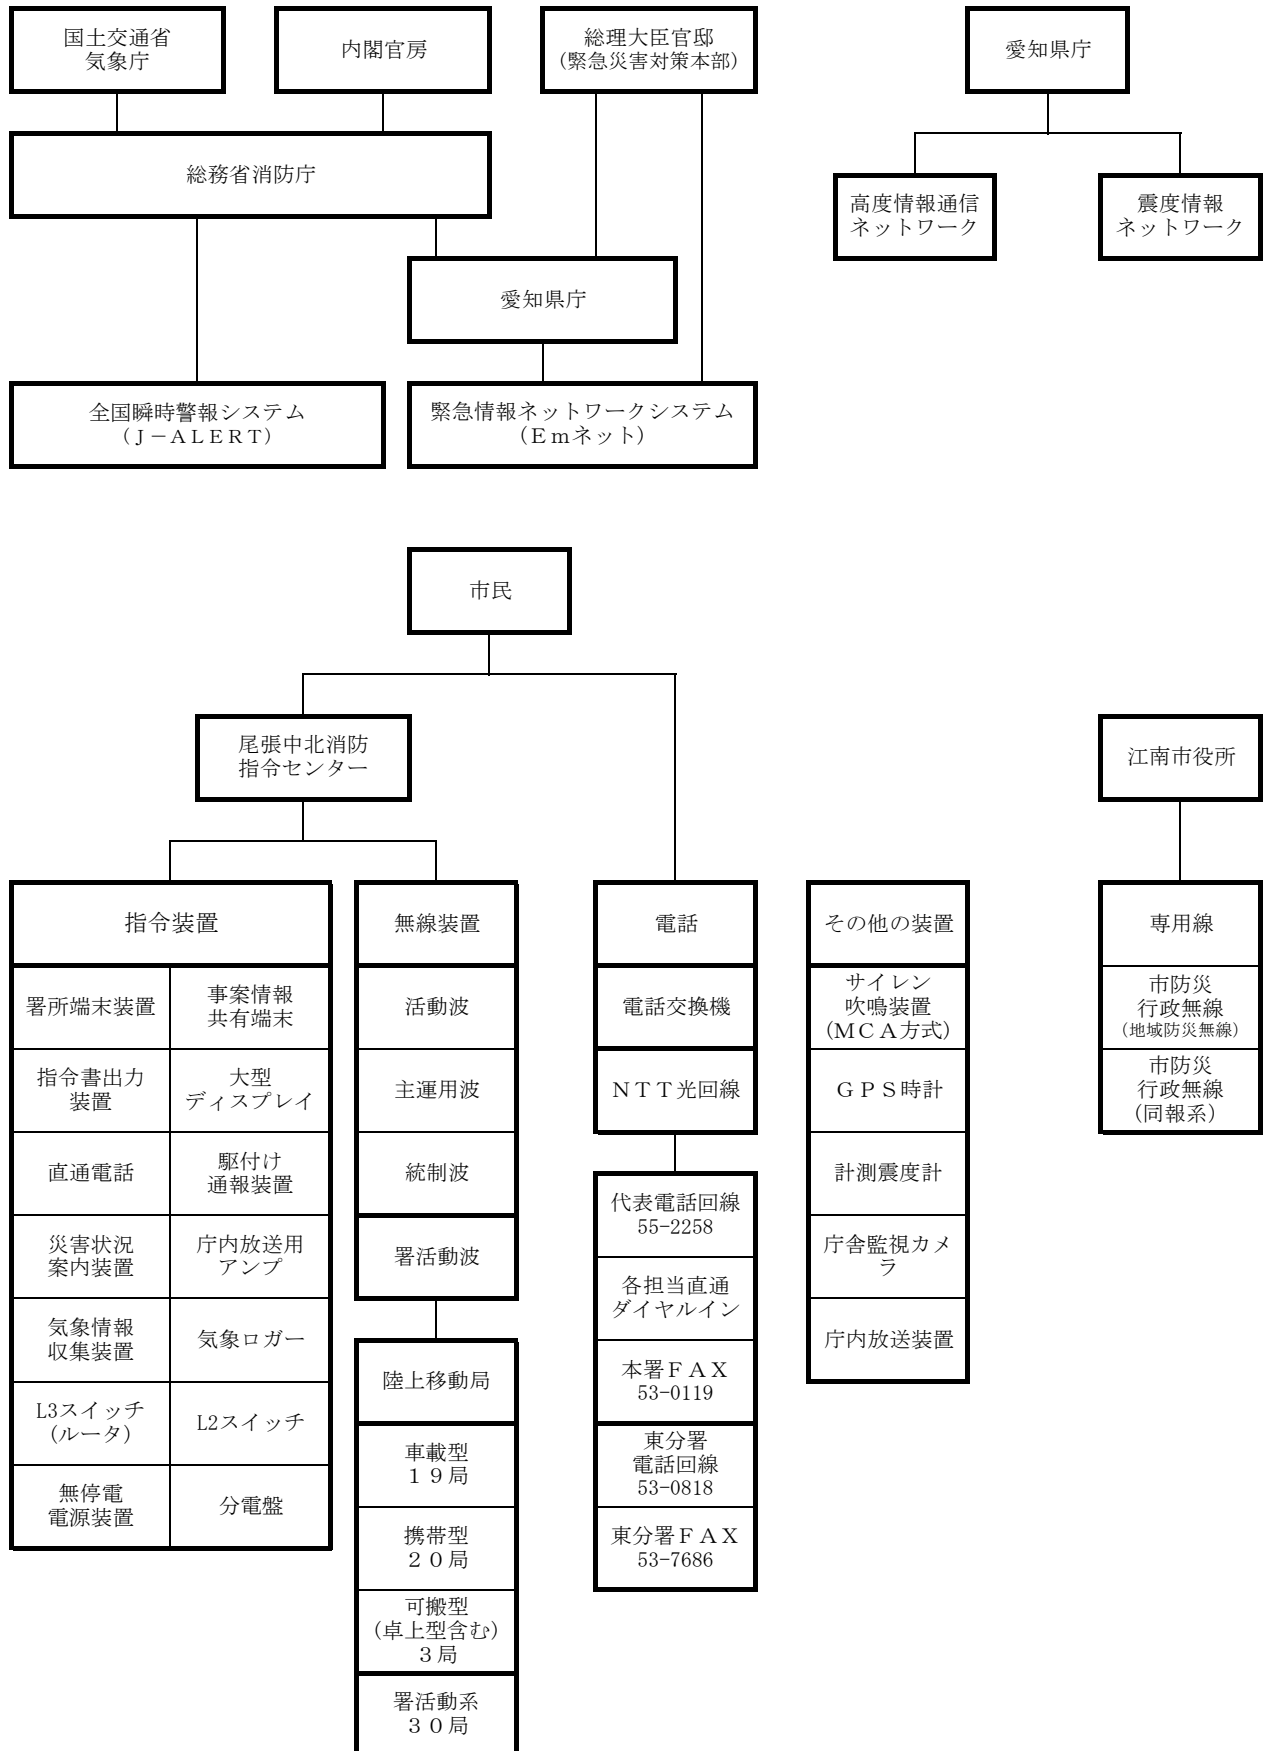 国土交通省
気象庁
内閣官房
総理大臣官邸
(緊急災害対策本部)
愛知県庁
総務省消防庁
高度情報通信
ネットワーク
震度情報
ネットワーク
愛知県庁
全国瞬時警報システム
(J－ALERT)
緊急情報ネットワークシステム
(Emネット)
市民
尾張中北消防
指令センター
江南市役所
指令装置
署所端末装置
事案情報
共有端末
指令書出力
装置
大型
ディスプレイ
直通電話
駆付け
通報装置
災害状況
案内装置
庁内放送用
アンプ
気象情報
収集装置
気象ロガー
L3スイッチ
(ルータ)
L2スイッチ
無停電
電源装置
分電盤
無線装置
活動波
主運用波
統制波
署活動波
陸上移動局
車載型
１９局
携帯型
２０局
可搬型
(卓上型含む)
３局
署活動系
３０局
電話
電話交換機
ＮＴＴ光回線
代表電話回線
55-2258
各担当直通
ダイヤルイン
本署ＦＡＸ
53-0119
東分署
電話回線
53-0818
東分署ＦＡＸ
53-7686
その他の装置
サイレン
吹鳴装置
(ＭＣＡ方式)
ＧＰＳ時計
計測震度計
庁舎監視カメ
ラ
庁内放送装置
専用線
市防災
行政無線
(地域防災無線)
市防災
行政無線
(同報系)